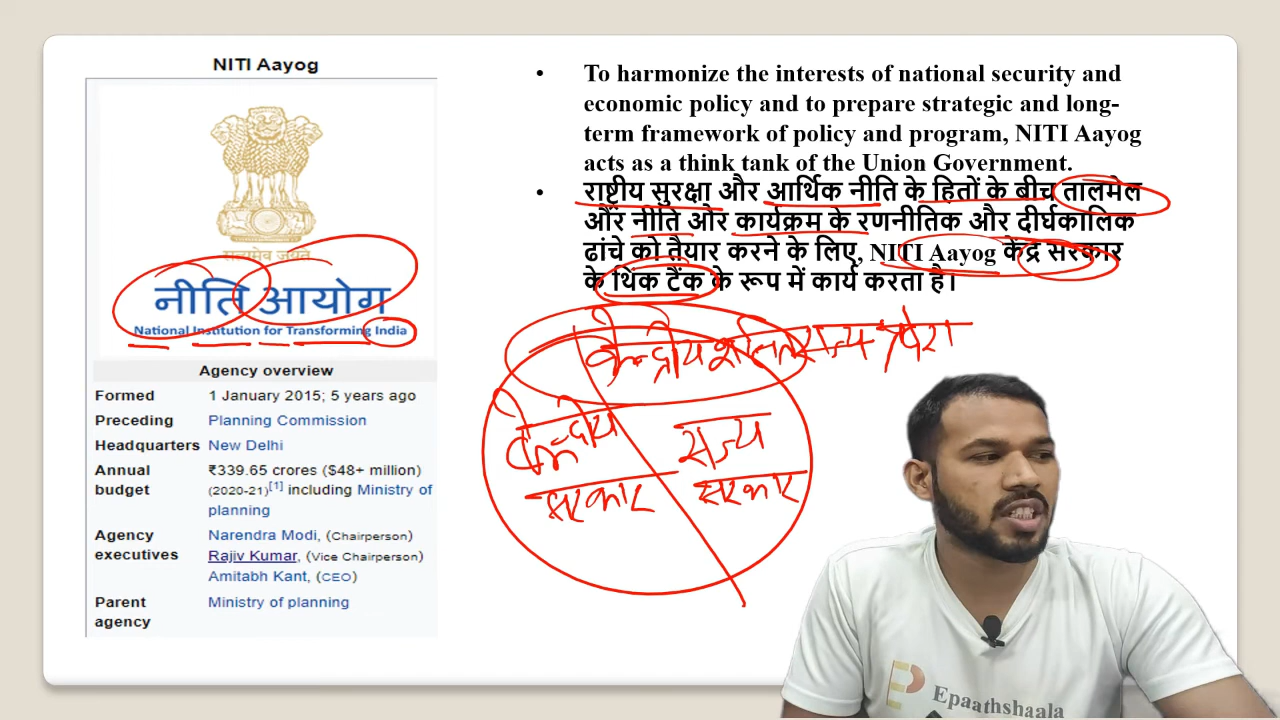 NITI Aayog
सत्यमेव जयते
नीति आयोग
National Institution for Transforming India
Agency overview
Formed 1 January 2015; 5 years ago
Preceding Planning Commission
Headquarters New Delhi
Annual budget ₹339.65 crores ($48+ million)
(2020-21)[1] including Ministry of
planning
Agency executives Narendra Modi, (Chairperson)
Rajiv Kumar, (Vice Chairperson)
Amitabh Kant, (CEO)
Parent agency Ministry of planning
• To harmonize the interests of national security and
economic policy and to prepare strategic and long-
term framework of policy and program, NITI Aayog
acts as a think tank of the Union Government.
• राष्ट्रीय सुरक्षा और आर्थिक नीति के हितों के बीच तालमेल
और नीति ओर कार्यक्रम के रणनीतिक और दीर्घकालिक
ढांचे को तैयार करने के लिए, NITI Aayog केंद्र सरकार
के थिंक टैंक के रूप में कार्य करता है।
केन्द्रीय
केन्द्रीय राज्य
सरकार सरकार
Epaathshaala